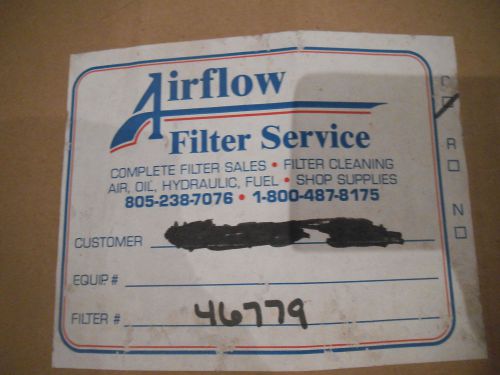 Airflow
Filter Service
COMPLETE FILTER SALES • FILTER CLEANING
AIR, OIL, HYDRAULIC, FUEL • SHOP SUPPLIES
805-238-7076 • 1-800-487-8175
CUSTOMER
EQUIP #
FILTER # 46779
R
N